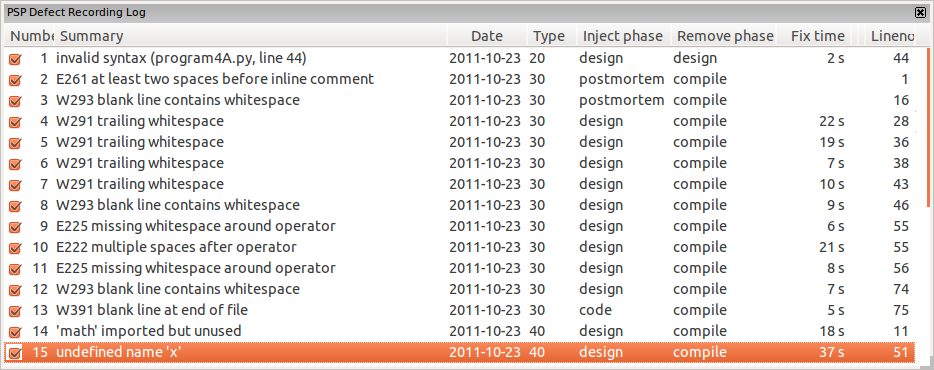 PSP Defect Recording Log
Numbe Summary Date Type Inject phase Remove phase Fix time Lineno
1 invalid syntax (program4A.py, line 44) 2011-10-23 20 design design 2 s 44
2 E261 at least two spaces before inline comment 2011-10-23 30 postmortem compile 1
3 W293 blank line contains whitespace 2011-10-23 30 postmortem compile 16
4 W291 trailing whitespace 2011-10-23 30 design compile 22 s 28
5 W291 trailing whitespace 2011-10-23 30 design compile 19 s 36
6 W291 trailing whitespace 2011-10-23 30 design compile 7 s 38
7 W291 trailing whitespace 2011-10-23 30 design compile 10 s 43
8 W293 blank line contains whitespace 2011-10-23 30 design compile 9 s 46
9 E225 missing whitespace around operator 2011-10-23 30 design compile 6 s 55
10 E222 multiple spaces after operator 2011-10-23 30 design compile 21 s 55
11 E225 missing whitespace around operator 2011-10-23 30 design compile 8 s 56
12 W293 blank line contains whitespace 2011-10-23 30 design compile 7 s 74
13 W391 blank line at end of file 2011-10-23 30 code compile 5 s 75
14 'math' imported but unused 2011-10-23 40 design compile 18 s 11
15 undefined name 'x' 2011-10-23 40 design compile 37 s 51